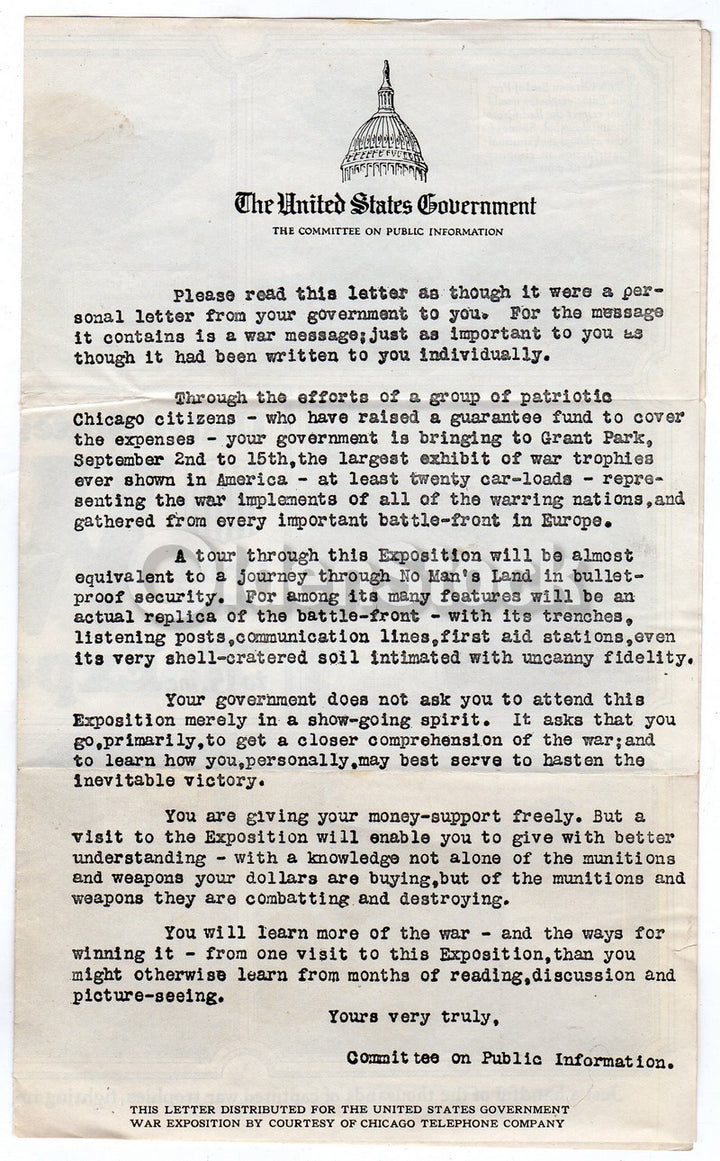 The United States Government
THE COMMITTEE ON PUBLIC INFORMATION
Please read this letter as though it were a per-
sonal letter from your government to you. For the message
it contains is a war message;just as important to you as
though it had been written to you individually.
Through the efforts of a group of patriotic
Chicago citizens - who have raised a guarantee fund to cover
the expenses - your government is bringing to Grant Park,
September 2nd to 15th,the largest exhibit of war trophies
ever shown in America - at least twenty car-loads - repre-
senting the war implements of all of the warring nations,and
gathered from every important battle-front in Europe.
A tour through this Exposition will be almost
equivalent to a journey through No Man's Land in bullet-
proof security. For among its many features will be an
actual replica of the battle-front - with its trenches,
listening posts,communication lines,first aid stations,even
its very shell-cratered soil intimated with uncanny fidelity.
Your government does not ask you to attend this
Exposition merely in a show-going spirit. It asks that you
go,primarily,to get a closer comprehension of the war;and
to learn how you,personally,may best serve to hasten the
inevitable victory.
You are giving your money-support freely. But a
visit to the Exposition will enable you to give with better
understanding - with a knowledge not alone of the munitions
and weapons your dollars are buying,but of the munitions and
weapons they are combatting and destroying.
You will learn more of the war - and the ways for
winning it - from one visit to this Exposition,than you
might otherwise learn from months of reading,discussion and
picture-seeing.
Yours very truly,
Committee on Public Information.
THIS LETTER DISTRIBUTED FOR THE UNITED STATES GOVERNMENT
WAR EXPOSITION BY COURTESY OF CHICAGO TELEPHONE COMPANY